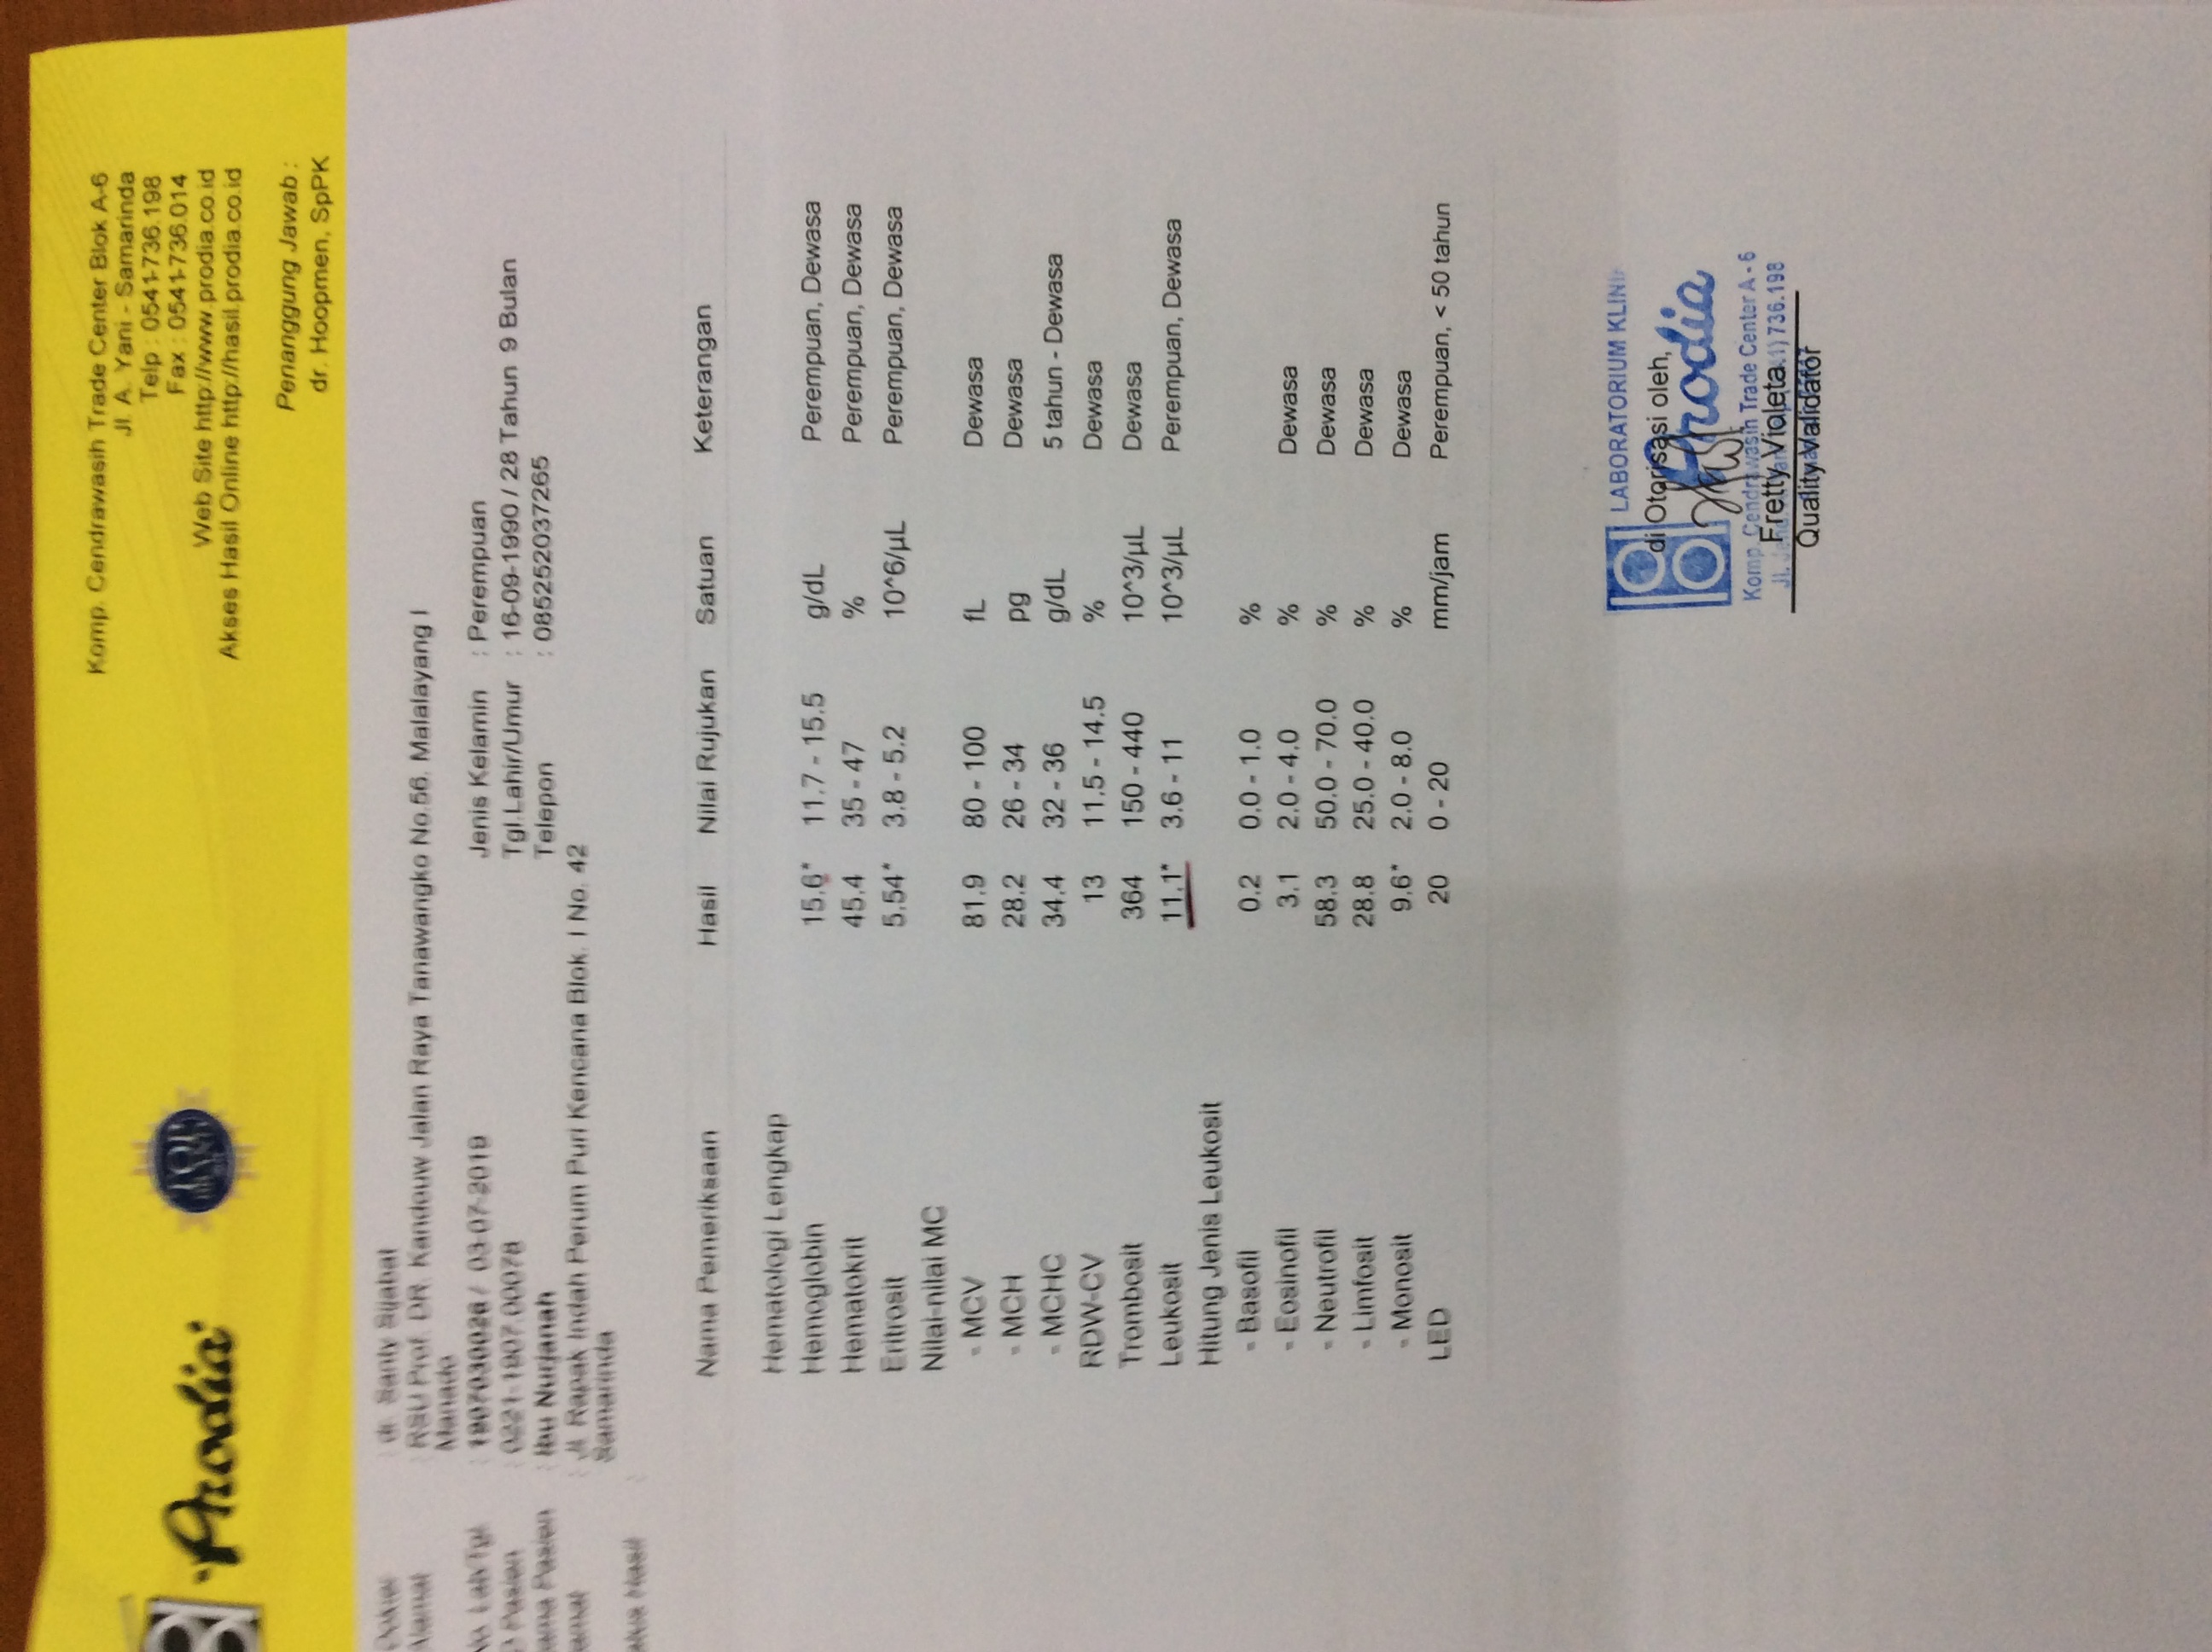 Prodia
TOP
Komp. Cendrawasih Trade Center Blok A-6
Jl. A. Yani - Samarinda
Telp : 0541-736.198
Fax : 0541-736.014
Web Site http://www.prodia.co.id
Akses Hasil Online http://hasil.prodia.co.id
Penanggung Jawab :
dr. Hoopmen, SpPK
Dokter : dr. Santy Sijabat
Alamat : RSU Prof. DR. Kandouw Jalan Raya Tanawangko No.56. Malalayang I
Manado
No. Lab/Tgl : 1907030026 / 03-07-2019 Jenis Kelamin : Perempuan
Pasien : 0221-1907.00078 Tgl.Lahir/Umur : 16-09-1990 / 28 Tahun 9 Bulan
ama Pasien : Ibu Nurjanah Telepon : 085252037265
amat : Jl. Rapak Indah Perum Puri Kencana Blok. I No. 42
Samarinda
atus Hasil :
Nama Pemeriksaan Hasil Nilai Rujukan Satuan Keterangan
Hematologi Lengkap
Hemoglobin 15.6* 11.7 - 15.5 g/dL Perempuan, Dewasa
Hematokrit 45.4 35 - 47 % Perempuan, Dewasa
Eritrosit 5.54* 3.8 - 5.2 10^6/µL Perempuan, Dewasa
Nilai-nilai MC
- MCV 81.9 80 - 100 fL Dewasa
- MCH 28.2 26 - 34 pg Dewasa
- MCHC 34.4 32 - 36 g/dL 5 tahun - Dewasa
RDW-CV 13 11.5 - 14.5 % Dewasa
Trombosit 364 150 - 440 10^3/µL Dewasa
Leukosit 11.1* 3.6 - 11 10^3/µL Perempuan, Dewasa
Hitung Jenis Leukosit
- Basofil 0.2 0.0 - 1.0 %
- Eosinofil 3.1 2.0 - 4.0 % Dewasa
- Neutrofil 58.3 50.0 - 70.0 % Dewasa
- Limfosit 28.8 25.0 - 40.0 % Dewasa
- Monosit 9.6* 2.0 - 8.0 % Dewasa
LED 20 0 - 20 mm/jam Perempuan, < 50 tahun
LABORATORIUM KLINI
di Otorisasi oleh,
Prodia
Komp. Cendrawasih Trade Center A - 6
Fretty Violeta
736.198
Quality Validator